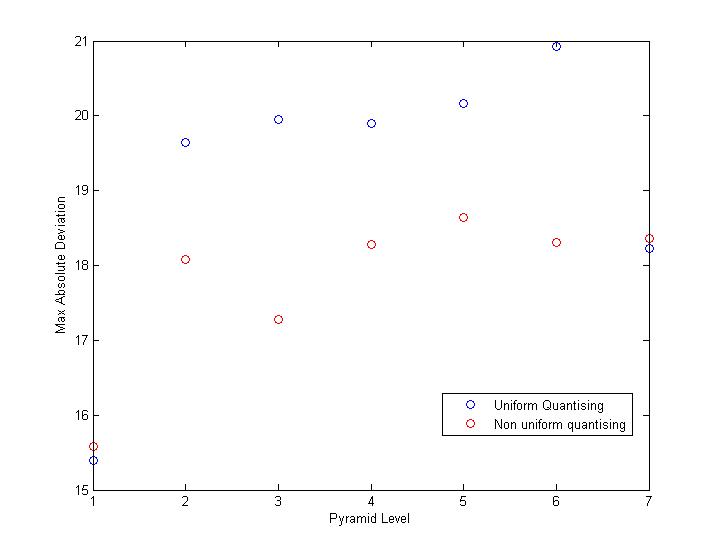 21
20
19
18
17
16
15
1 2 3 4 5 6 7
Max Absolute Deviation
Pyramid Level
Uniform Quantising
Non uniform quantising